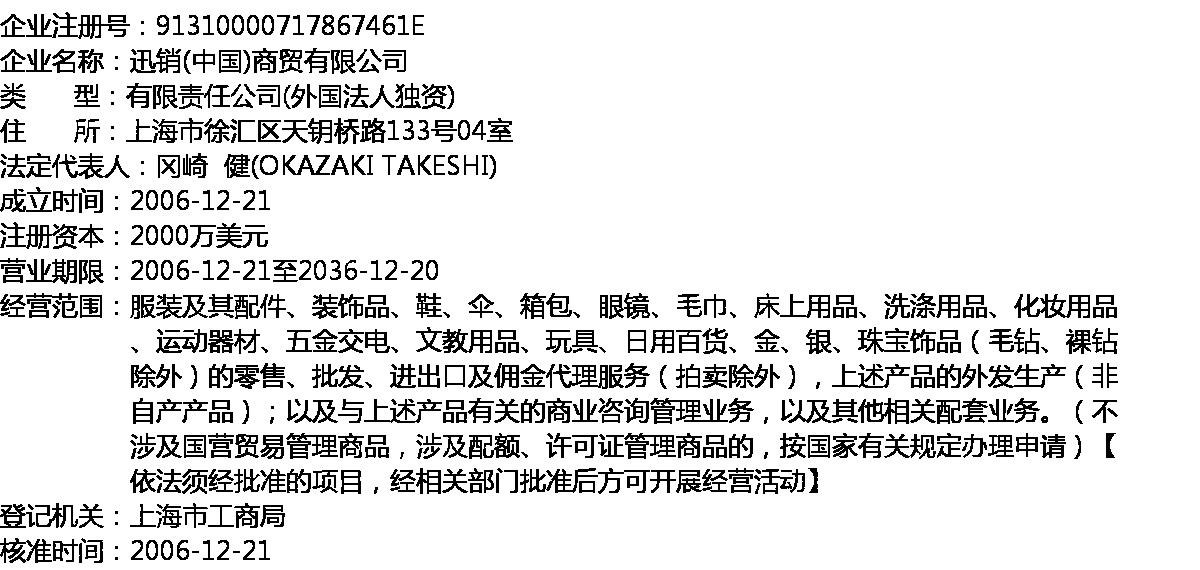 企业注册号：91310000717867461E
企业名称：迅销(中国)商贸有限公司
类　　型：有限责任公司(外国法人独资)
住　　所：上海市徐汇区天钥桥路133号04室
法定代表人：冈崎 健(OKAZAKI TAKESHI)
成立时间：2006-12-21
注册资本：2000万美元
营业期限：2006-12-21至2036-12-20
经营范围：服装及其配件、装饰品、鞋、伞、箱包、眼镜、毛巾、床上用品、洗涤用品、化妆用品
、运动器材、五金交电、文教用品、玩具、日用百货、金、银、珠宝饰品（毛钻、裸钻
除外）的零售、批发、进出口及佣金代理服务（拍卖除外），上述产品的外发生产（非
自产产品）；以及与上述产品有关的商业咨询管理业务，以及其他相关配套业务。（不
涉及国营贸易管理商品，涉及配额、许可证管理商品的，按国家有关规定办理申请）【
依法须经批准的项目，经相关部门批准后方可开展经营活动】
登记机关：上海市工商局
核准时间：2006-12-21